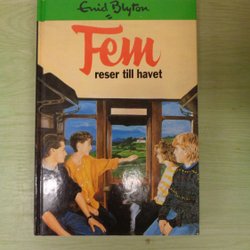 Enid Blyton
Fem
reser till havet